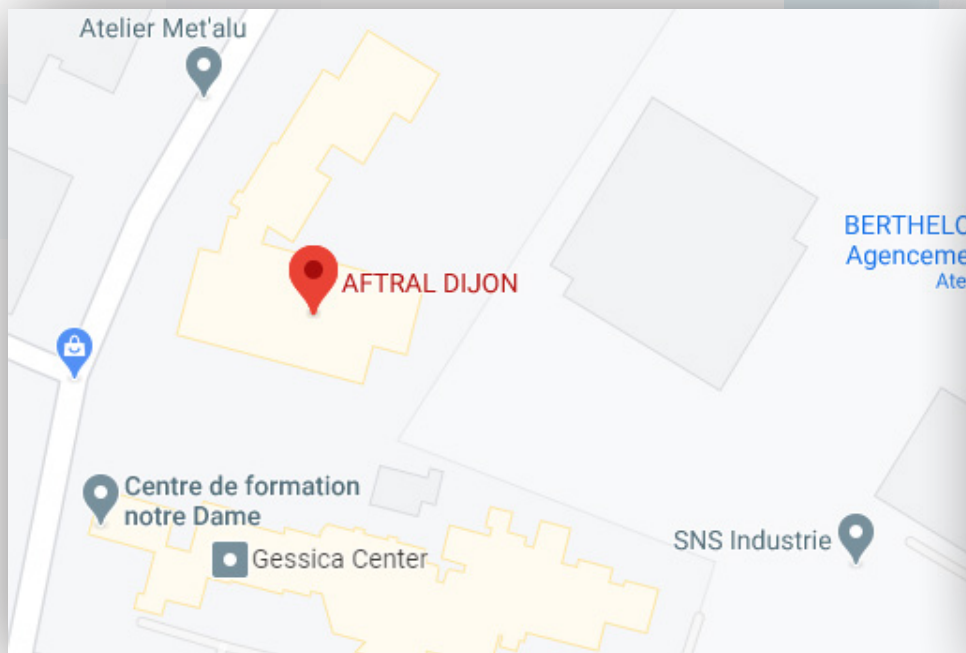 Atelier Met'alu
BERTHELO
Agenceme
Ate
AFTRAL DIJON
Centre de formation
notre Dame
SNS Industrie
Gessica Center